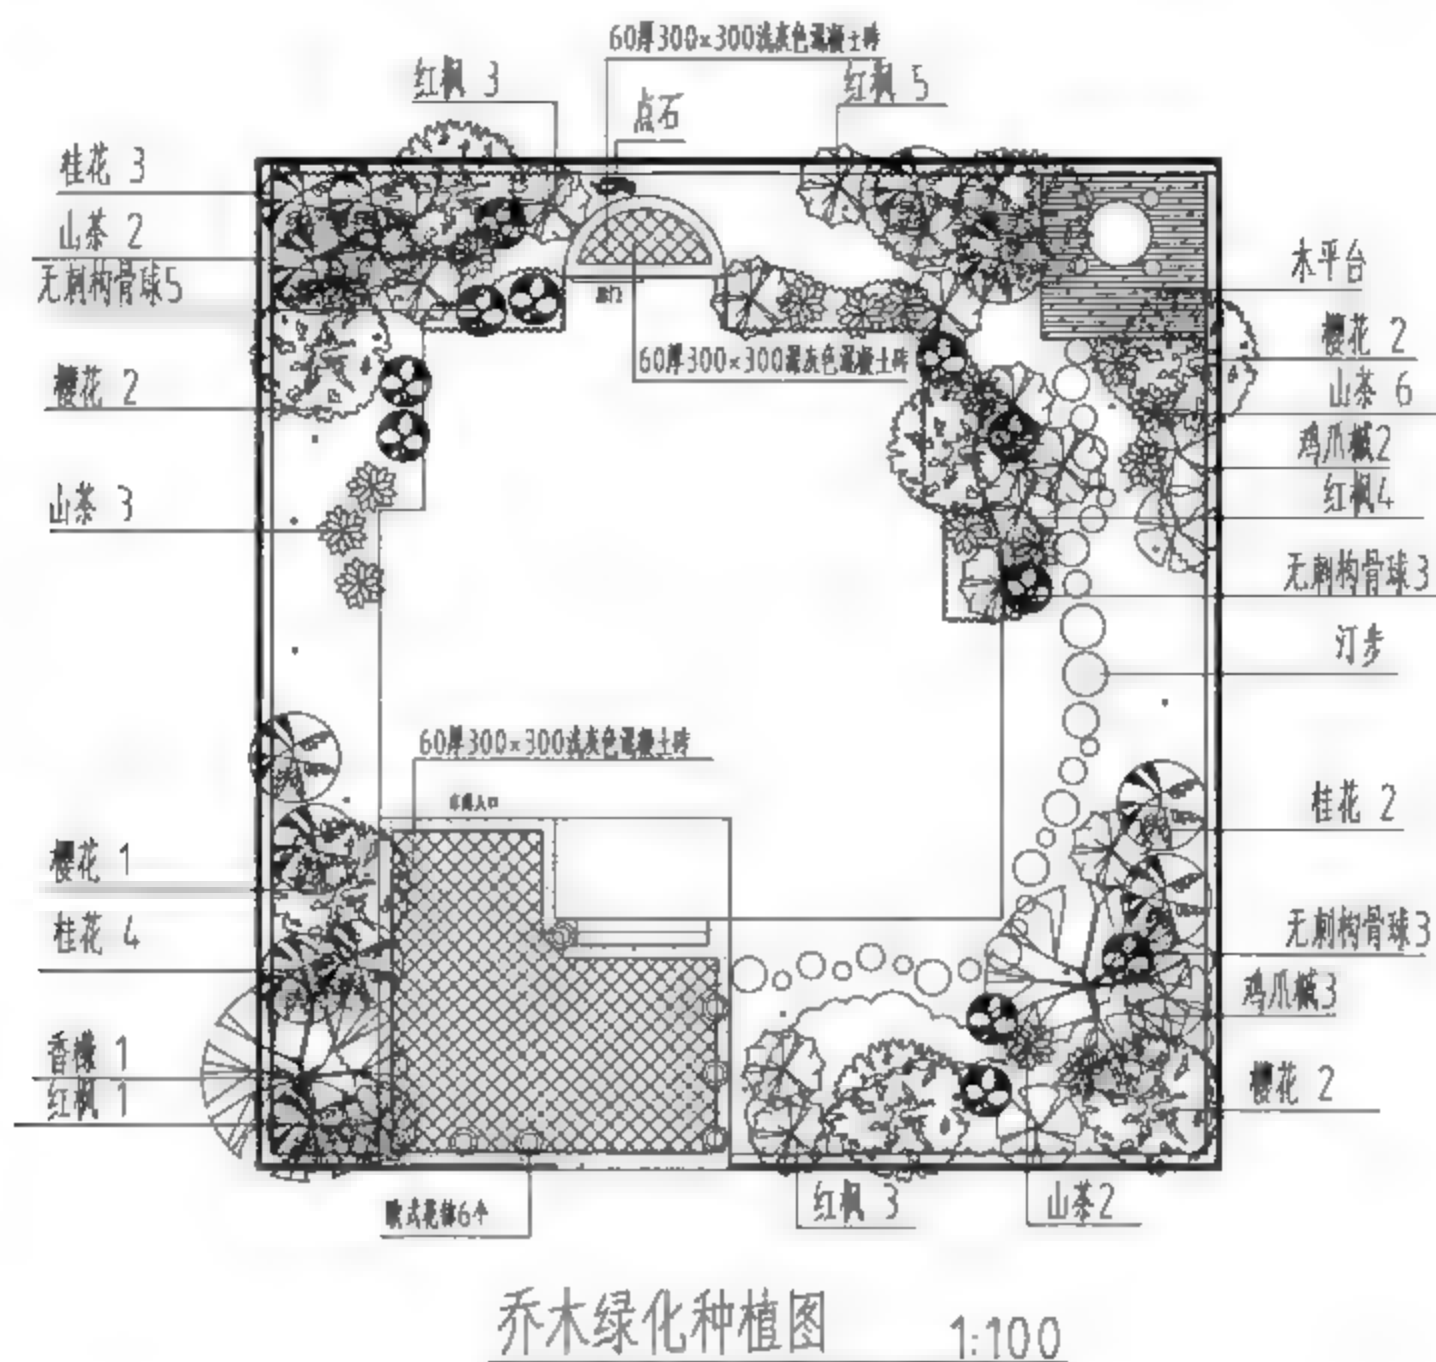 60厚300×300浅灰色混凝土砖
红枫 3
红枫 5
点石
桂花 3
山茶 2
无刺构骨球5
樱花 2
山茶 3
木平台
樱花 2
山茶 6
鸡爪槭2
红枫4
无刺构骨球3
汀步
60厚300×300混灰色混凝土砖
60厚300×300浅灰色混凝土砖
樱花 1
桂花 4
香橼 1
红枫 1
桂花 2
无刺构骨球3
鸡爪槭3
樱花 2
红枫 3
山茶2
欧式花钵6个
乔木绿化种植图 1:100